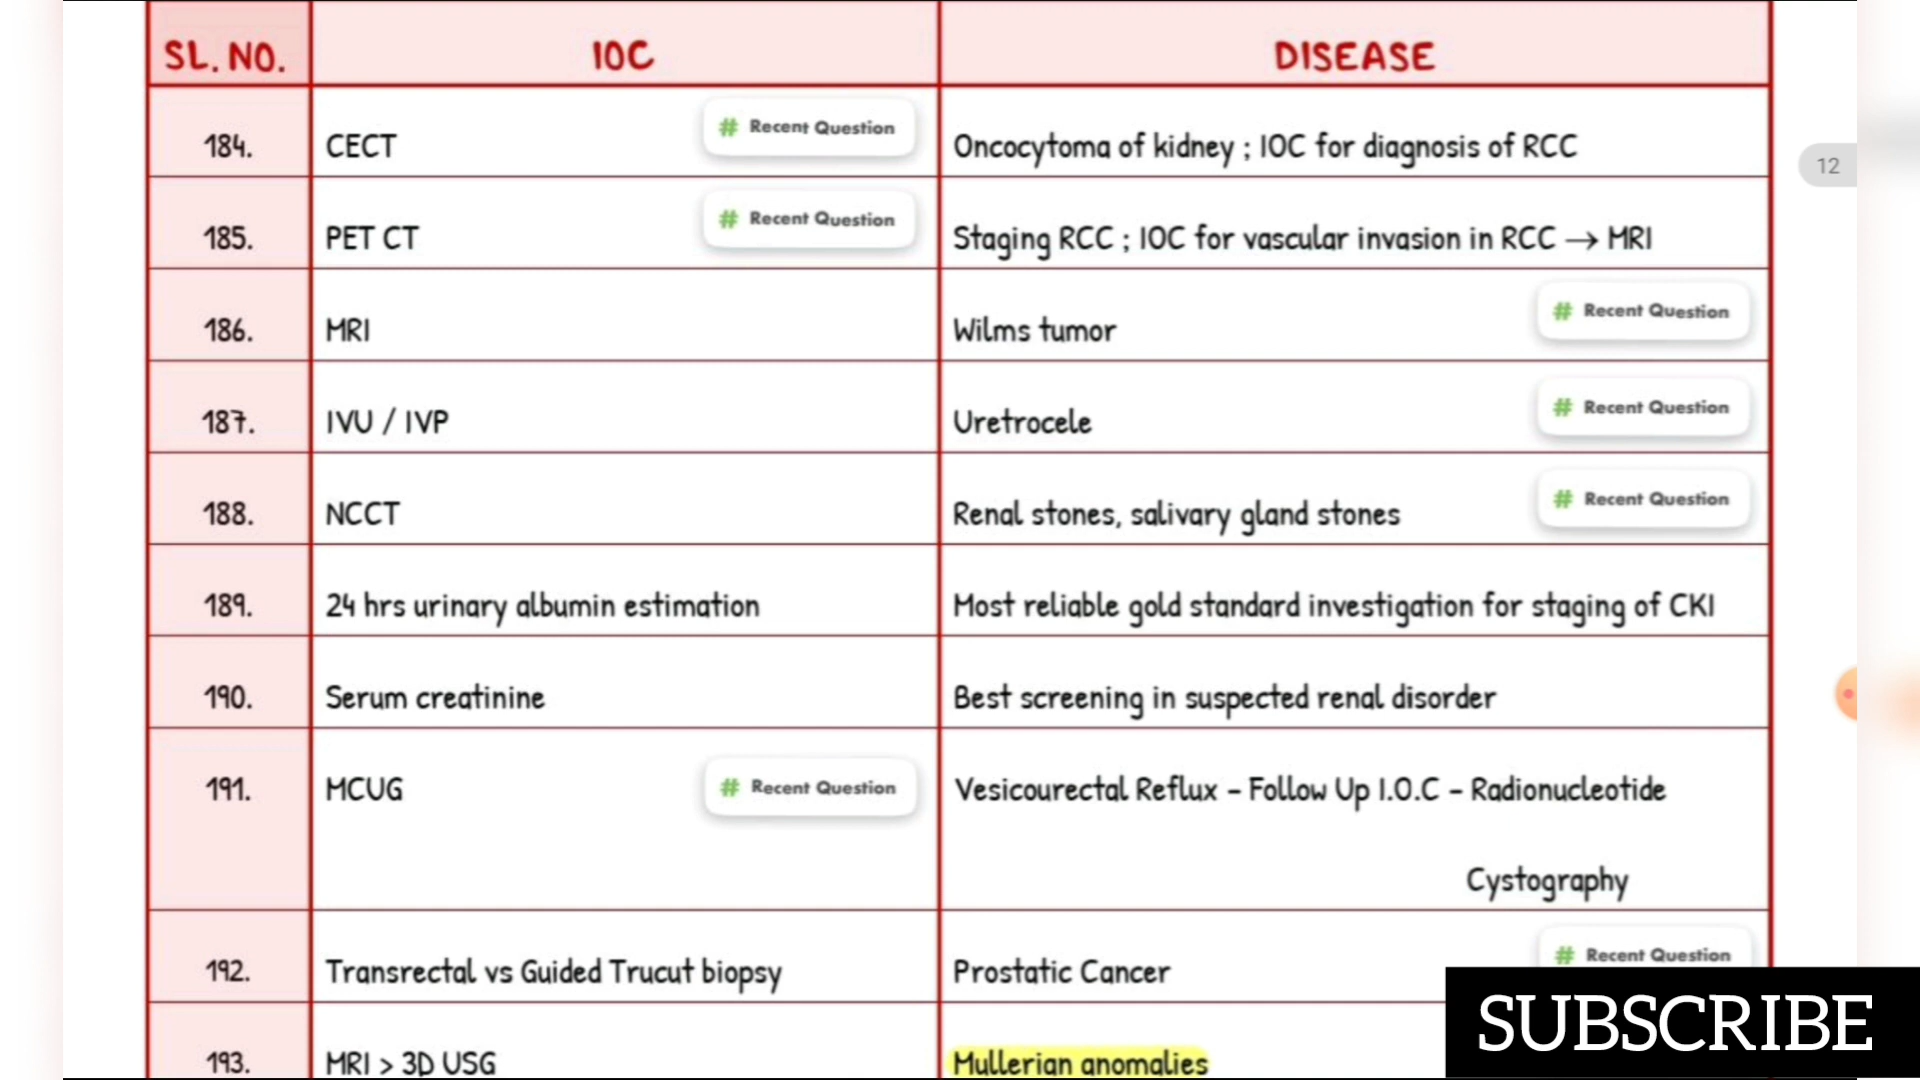 SL. NO. IOC DISEASE
184. CECT # Recent Question Oncocytoma of kidney ; IOC for diagnosis of RCC
12
185. PET CT # Recent Question Staging RCC ; IOC for vascular invasion in RCC → MRI
186. MRI Wilms tumor # Recent Question
187. IVU / IVP Uretrocele # Recent Question
188. NCCT Renal stones, salivary gland stones # Recent Question
189. 24 hrs urinary albumin estimation Most reliable gold standard investigation for staging of CKI
190. Serum creatinine Best screening in suspected renal disorder
191. MCUG # Recent Question Vesicourectal Reflux - Follow Up I.O.C - Radionucleotide
Cystography
192. Transrectal vs Guided Trucut biopsy Prostatic Cancer # Recent Question
193. MRI > 3D USG Mullerian anomalies
SUBSCRIBE